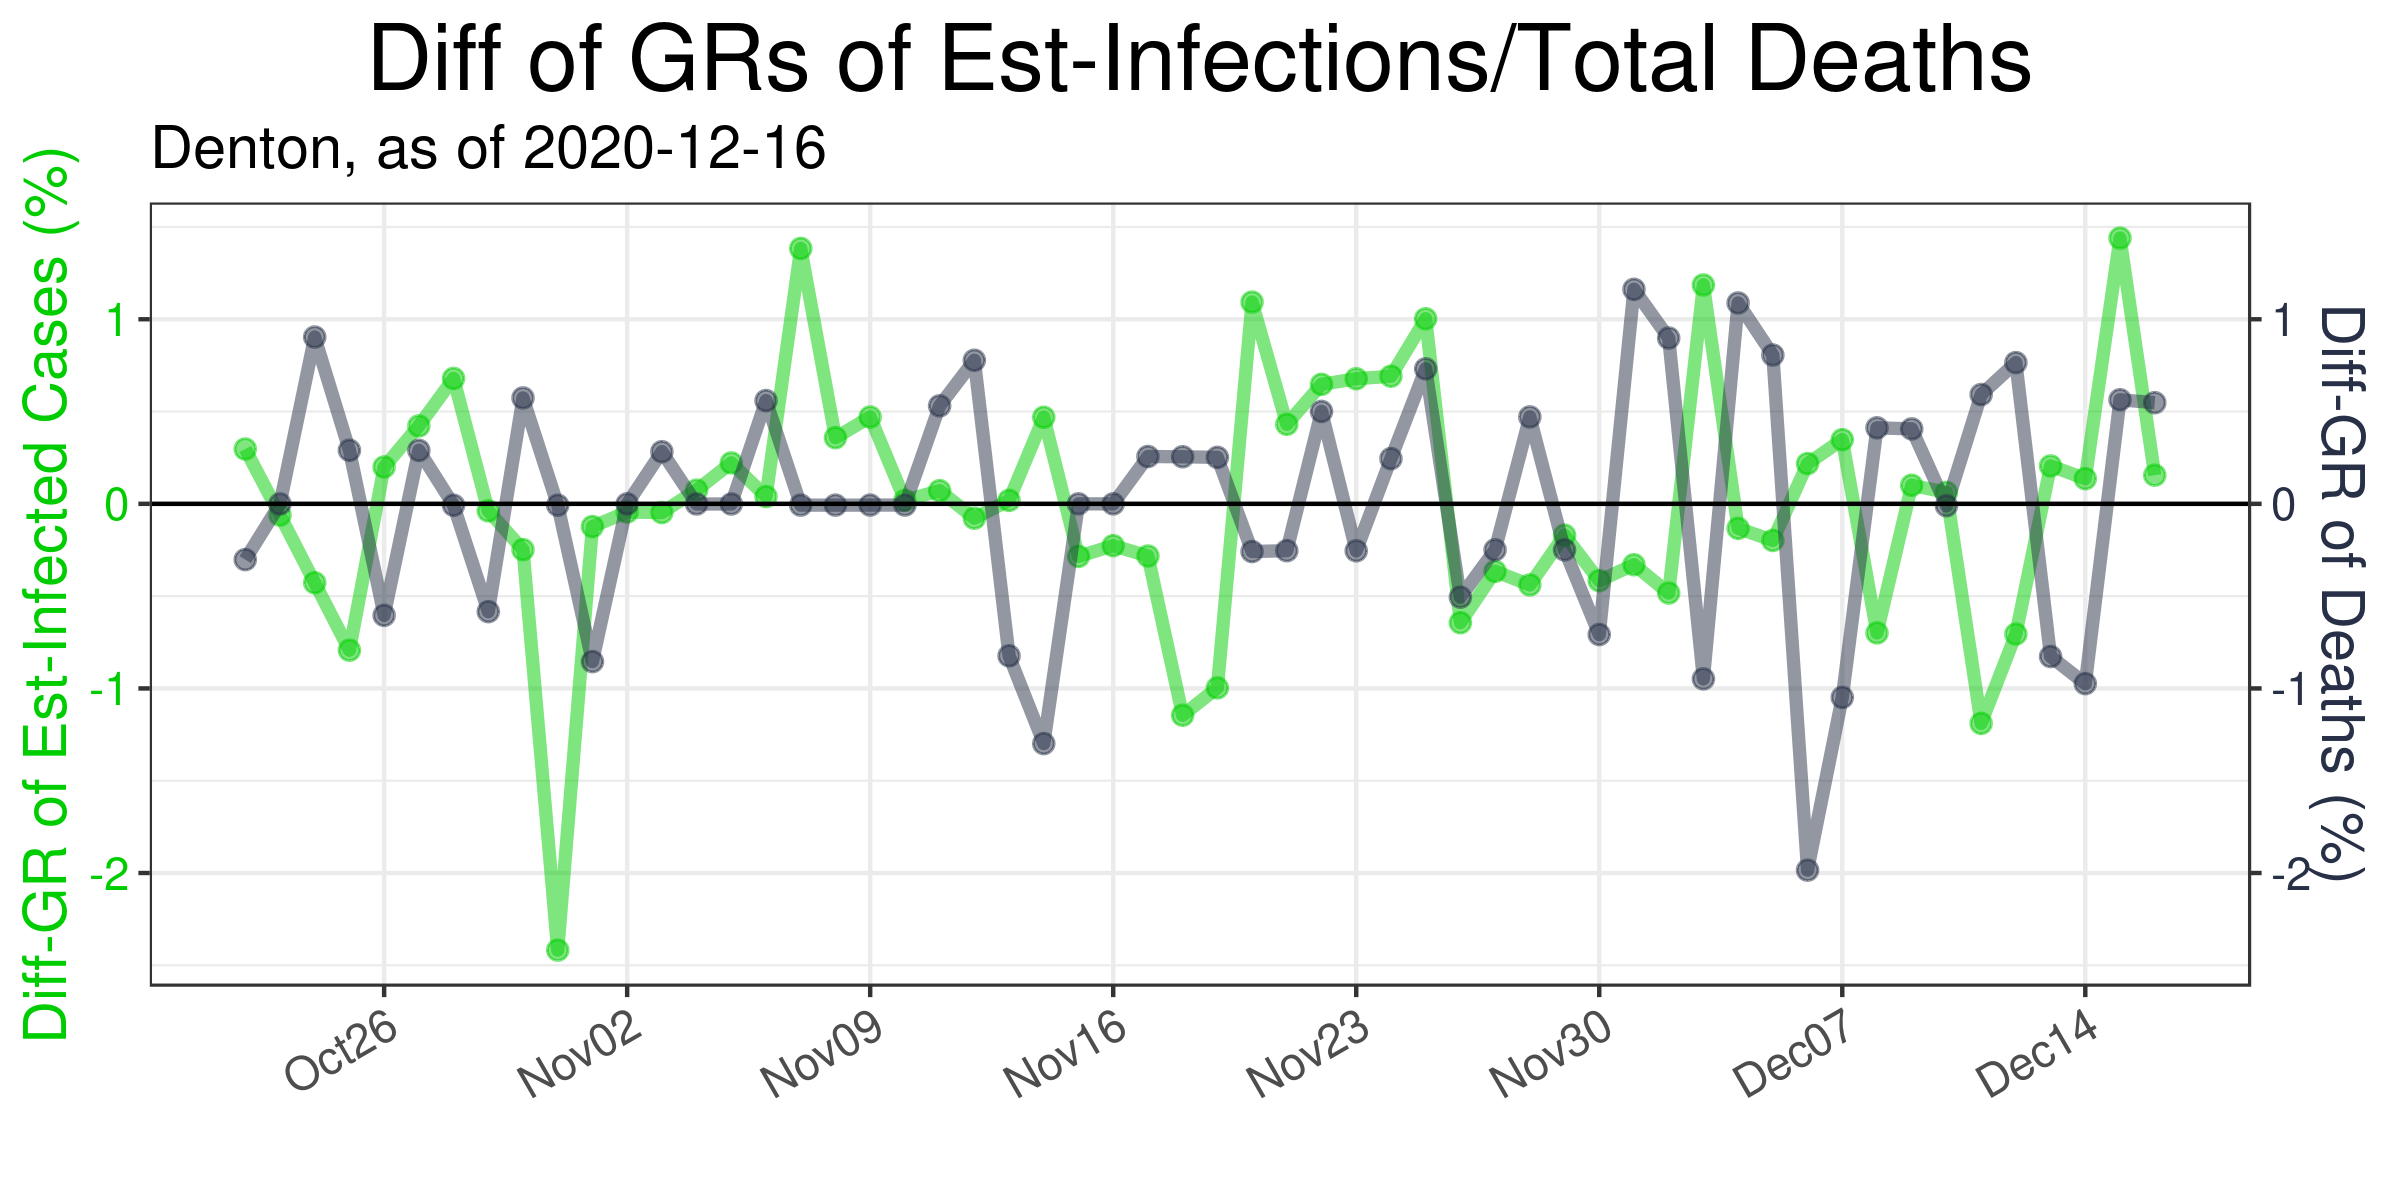 Diff of GRs of Est-Infections/Total Deaths
Denton, as of 2020-12-16
Diff-GR of Est-Infected Cases (%)
1
0
-1
-2
1
0
-1
-2
Diff-GR of Deaths (%)
Oct26
Nov02
Nov09
Nov16
Nov23
Nov30
Dec07
Dec14